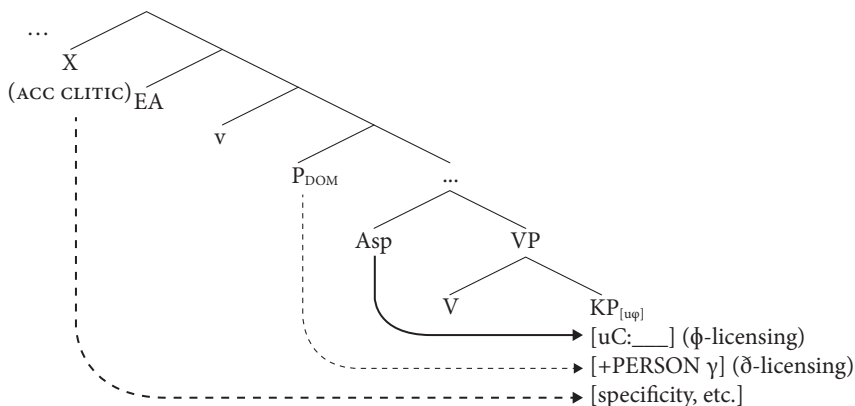 ...
X
(ACC CLITIC) EA
v
P_DOM
...
Asp
VP
V
KP_[uφ]
[uC:___] (ϕ-licensing)
[+PERSON γ] (ð-licensing)
[specificity, etc.]